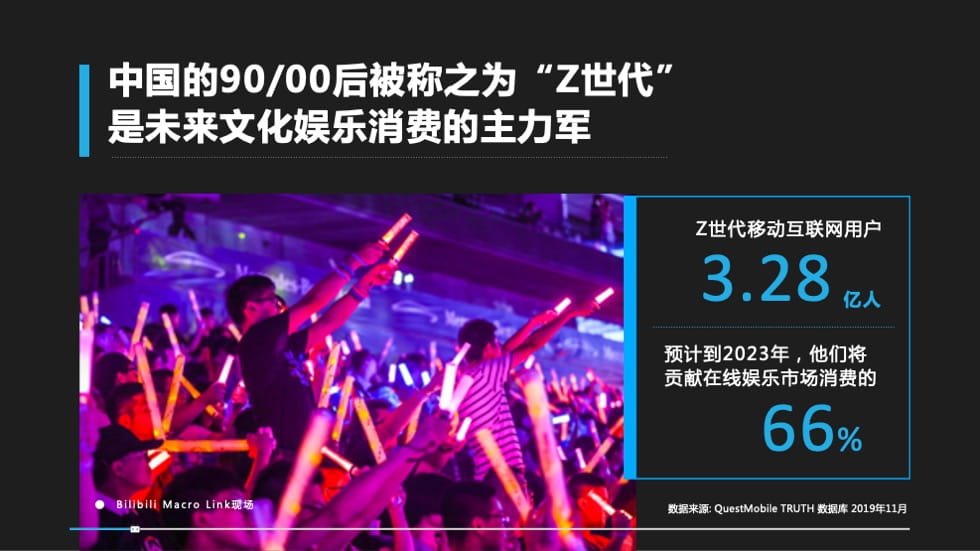 中国的90/00后被称之为“Z世代”
是未来文化娱乐消费的主力军
Z世代移动互联网用户
3.28 亿人
预计到2023年，他们将
贡献在线娱乐市场消费的
66%
Bilibili Macro Link现场
数据来源: QuestMobile TRUTH 数据库 2019年11月